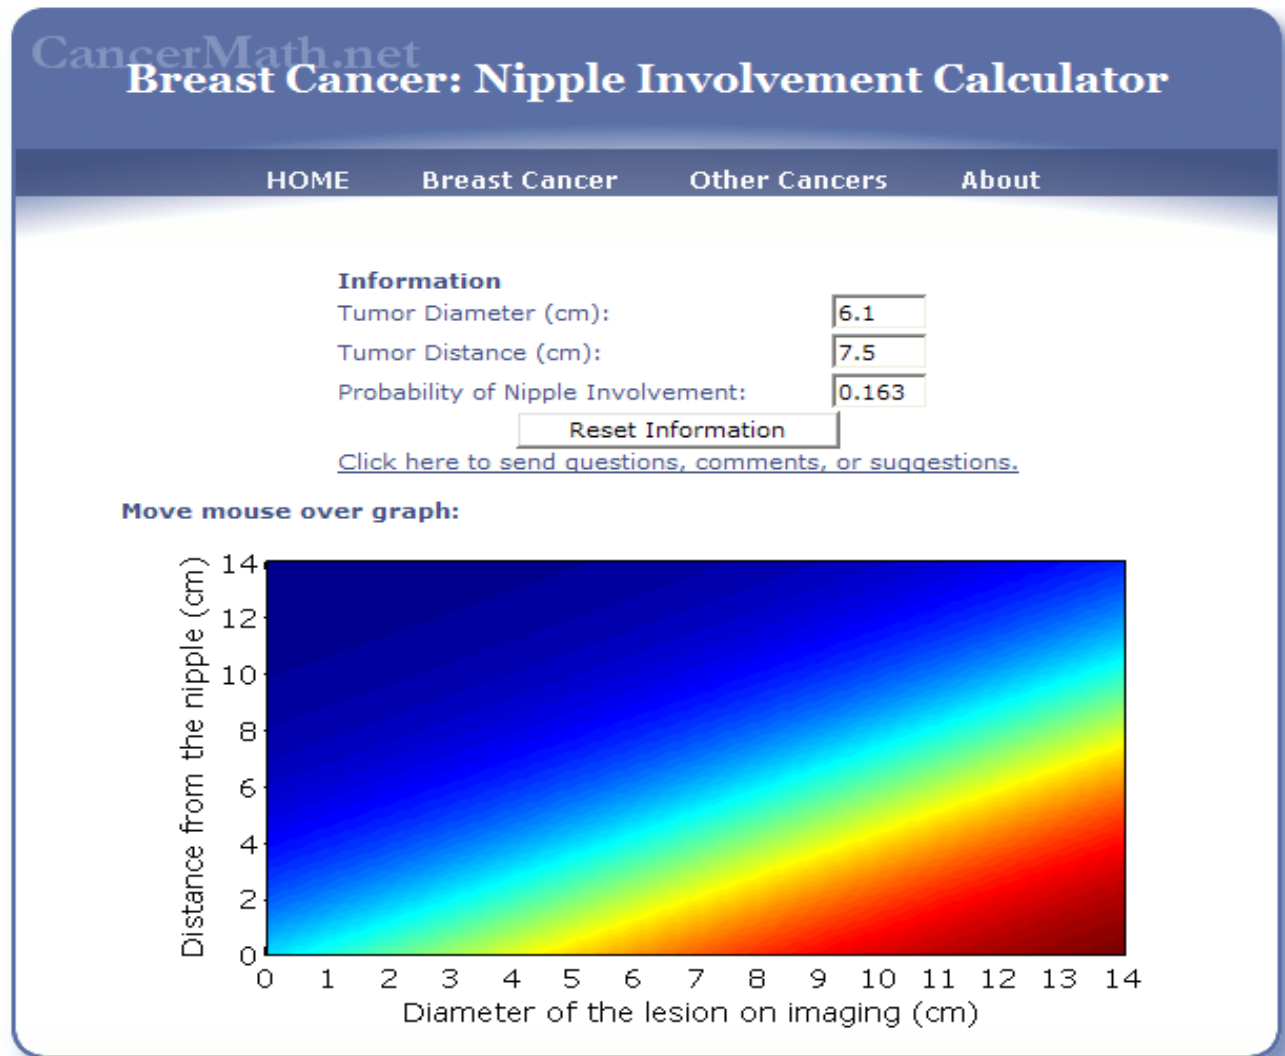 CancerMath.net
Breast Cancer: Nipple Involvement Calculator
HOME Breast Cancer Other Cancers About
Information
Tumor Diameter (cm): 6.1
Tumor Distance (cm): 7.5
Probability of Nipple Involvement: 0.163
Reset Information
Click here to send questions, comments, or suggestions.
Move mouse over graph:
Distance from the nipple (cm)
14
12
10
8
6
4
2
0
0 1 2 3 4 5 6 7 8 9 10 11 12 13 14
Diameter of the lesion on imaging (cm)